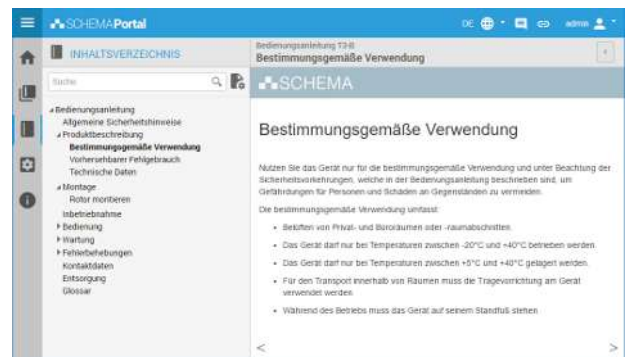 SCHEMA Portal
DE
admin
INHALTSVERZEICHNIS
Suche
Bedienungsanleitung
Allgemeine Sicherheitshinweise
Produktbeschreibung
Bestimmungsgemäße Verwendung
Vorhersehbarer Fehlgebrauch
Technische Daten
Montage
Rotor montieren
Inbetriebnahme
Bedienung
Wartung
Fehlerbehebungen
Kontaktdaten
Entsorgung
Glossar
Bedienungsanleitung T3-B
Bestimmungsgemäße Verwendung
SCHEMA
Bestimmungsgemäße Verwendung
Nutzen Sie das Gerät nur für die bestimmungsgemäße Verwendung und unter Beachtung der
Sicherheitsvorkehrungen, welche in der Bedienungsanleitung beschrieben sind, um
Gefährdungen für Personen und Schäden an Gegenständen zu vermeiden.
Die bestimmungsgemäße Verwendung umfasst:
• Belüften von Privat- und Büroräumen oder -raumabschnitten.
• Das Gerät darf nur bei Temperaturen zwischen -20°C und +40°C betrieben werden.
• Das Gerät darf nur bei Temperaturen zwischen +5°C und +40°C gelagert werden.
• Für den Transport innerhalb von Räumen muss die Tragevorrichtung am Gerät
verwendet werden.
• Während des Betriebs muss das Gerät auf seinem Standfuß stehen.
< >